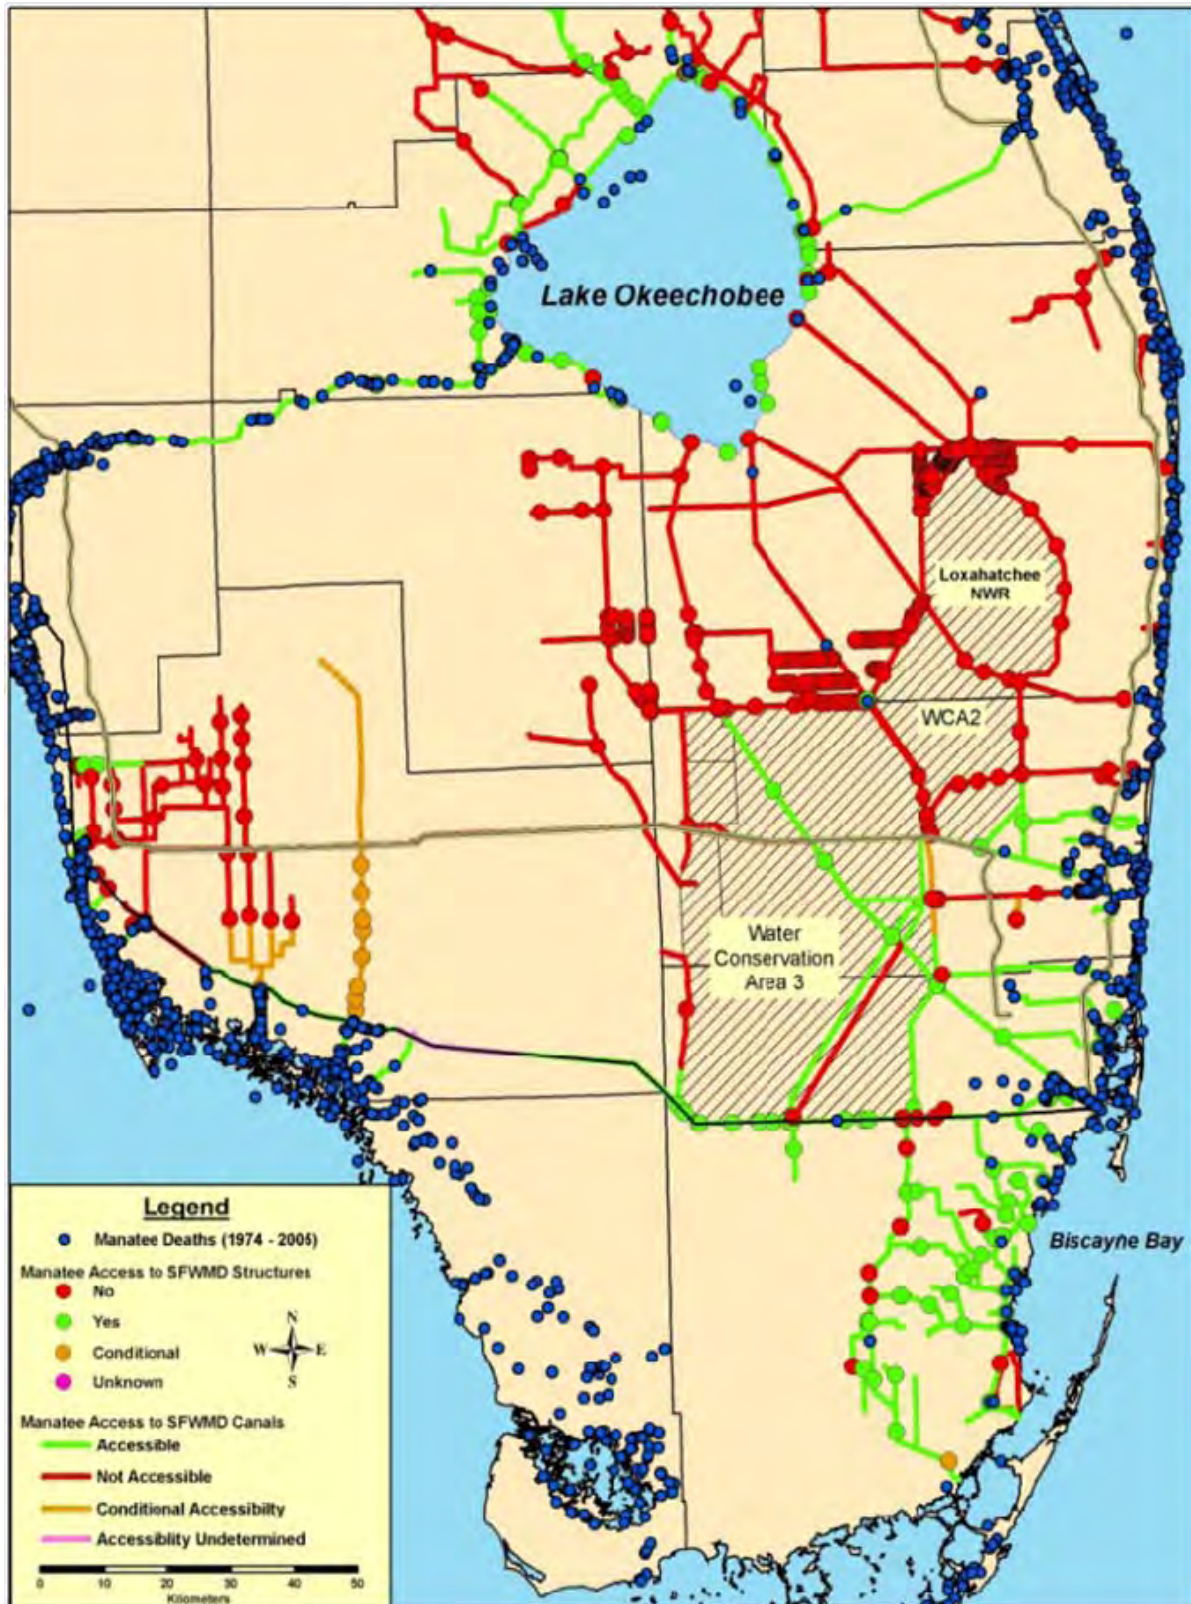 Lake Okeechobee
Loxahatchee
NWR
WCA2
Water
Conservation
Area 3
Biscayne Bay
Legend
Manatee Deaths (1974 - 2005)
Manatee Access to SFWMD Structures
No
Yes
Conditional
Unknown
N
W E
S
Manatee Access to SFWMD Canals
Accessible
Not Accessible
Conditional Accessibilty
Accessiblity Undetermined
0 10 20 30 40 50
Kilometers